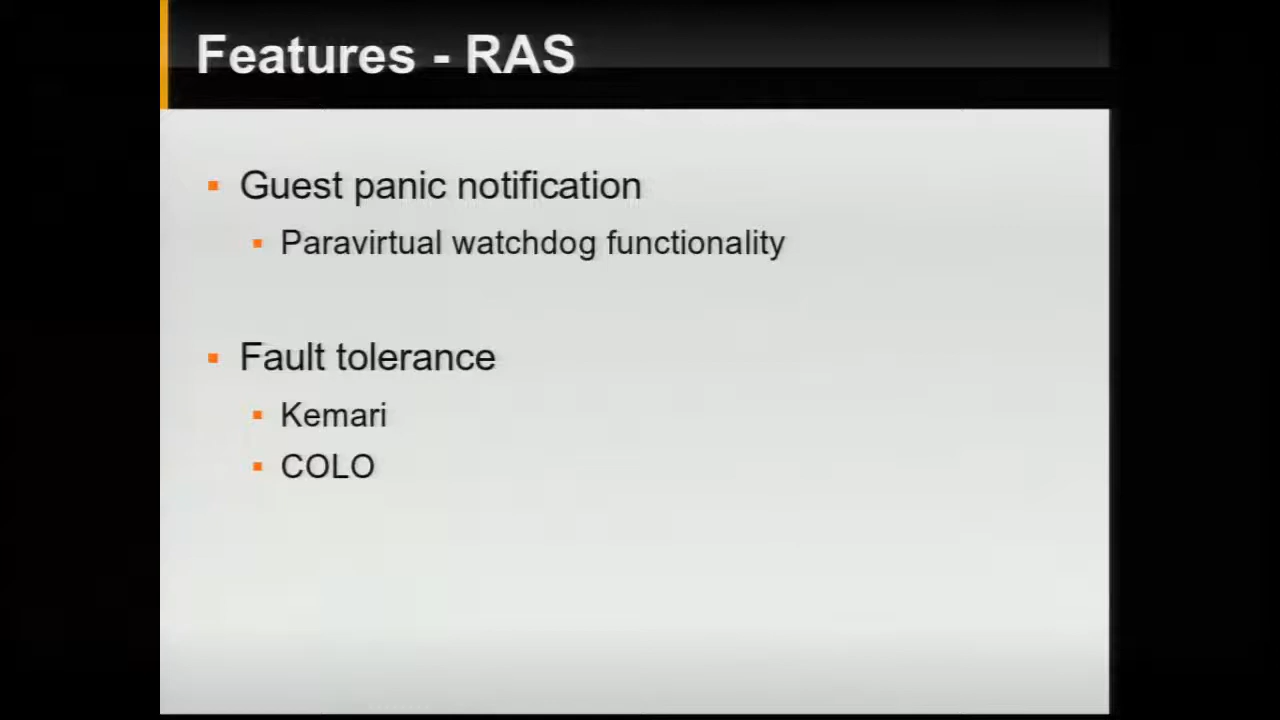 Features - RAS
Guest panic notification
Paravirtual watchdog functionality
Fault tolerance
Kemari
COLO